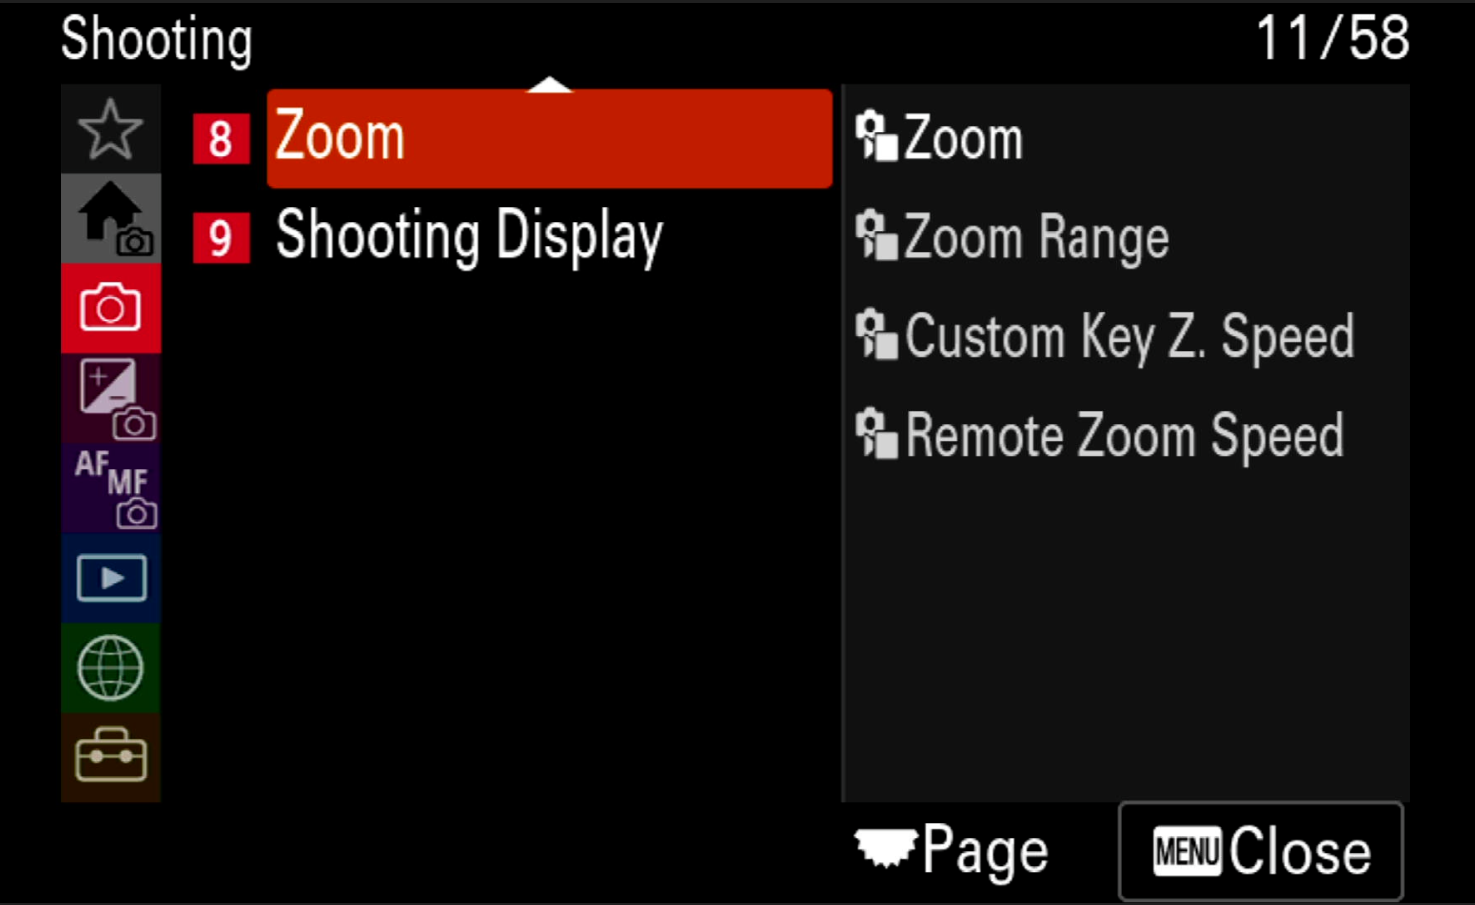 Shooting 11/58
8 Zoom
9 Shooting Display
AF
MF
Zoom
Zoom Range
Custom Key Z. Speed
Remote Zoom Speed
Page MENU Close